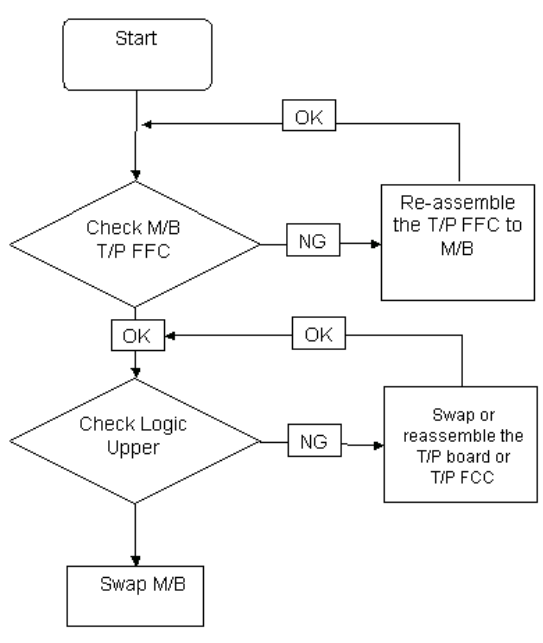 Start
OK
Check M/B
T/P FFC
NG
Re-assemble
the T/P FFC to
M/B
OK
OK
Check Logic
Upper
NG
Swap or
reassemble the
T/P board or
T/P FCC
Swap M/B